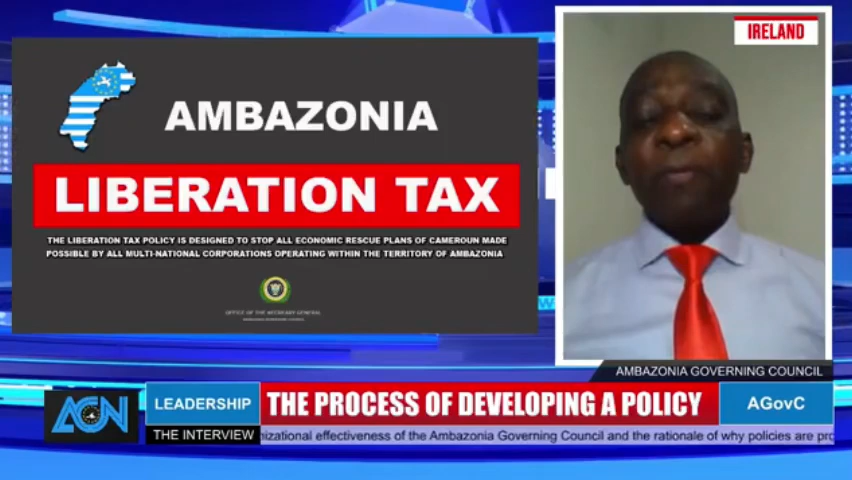 IRELAND
AMBAZONIA
LIBERATION TAX
THE LIBERATION TAX POLICY IS DESIGNED TO STOP ALL ECONOMIC RESCUE PLANS OF CAMEROUN MADE
POSSIBLE BY ALL MULTI-NATIONAL CORPORATIONS OPERATING WITHIN THE TERRITORY OF AMBAZONIA
OFFICE OF THE SECRETARY GENERAL
AMBAZONIA GOVERNING COUNCIL
ACN
LEADERSHIP
THE PROCESS OF DEVELOPING A POLICY
AGovC
THE INTERVIEW
nizational effectiveness of the Ambazonia Governing Council and the rationale of why policies are pro